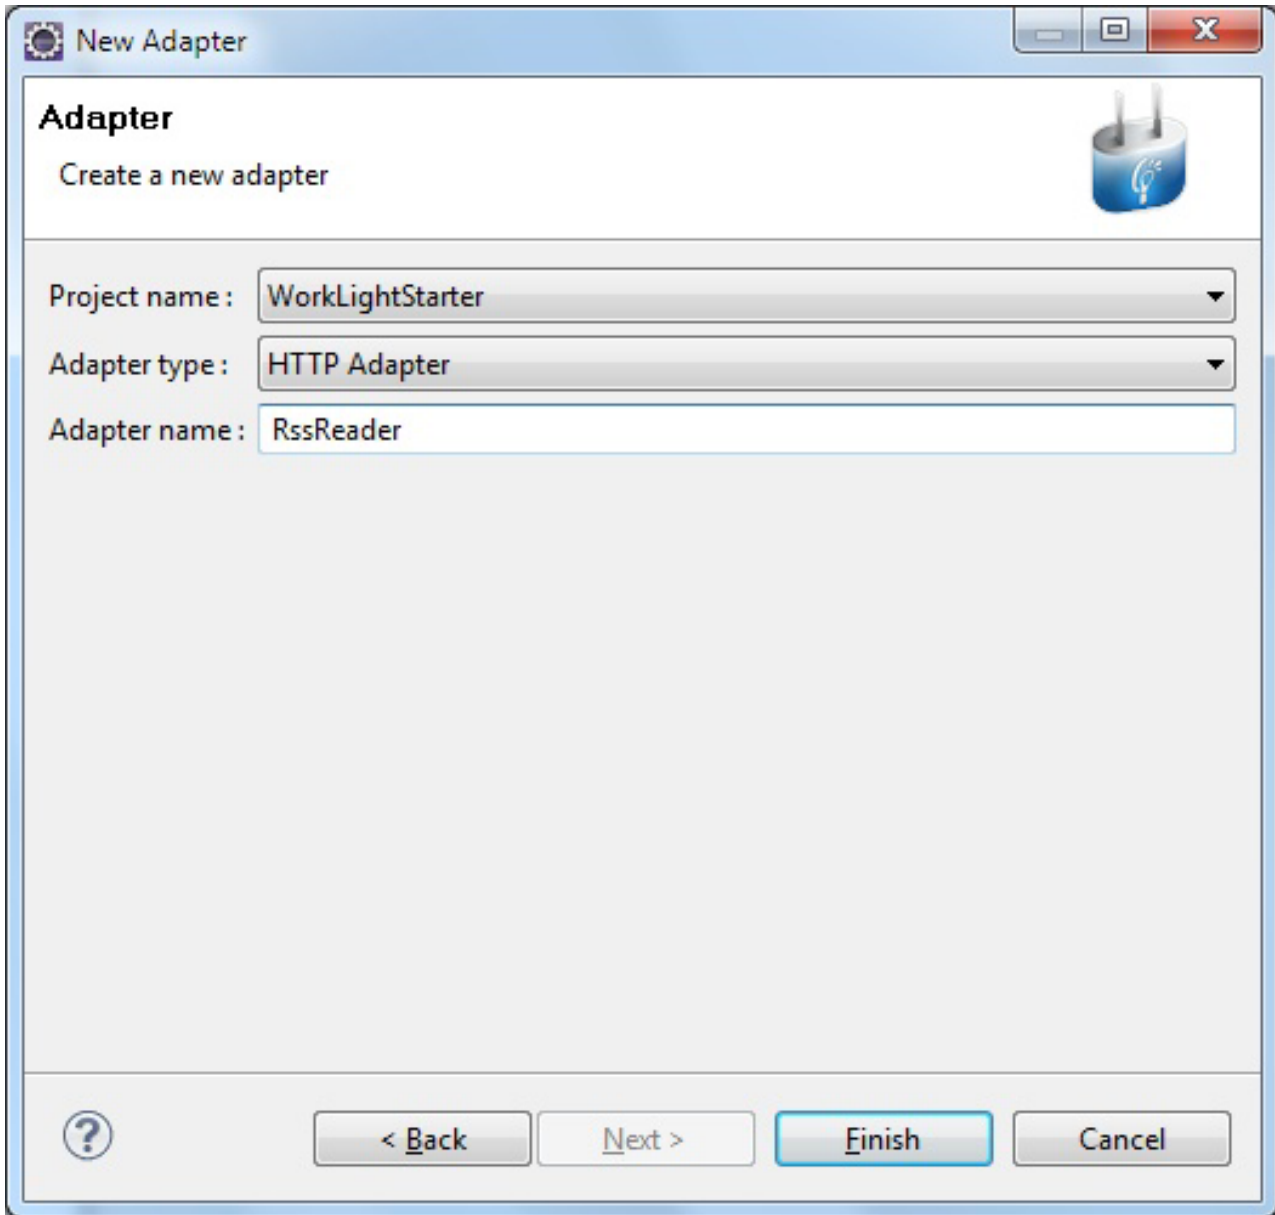 New Adapter
Adapter
Create a new adapter
Project name : WorkLightStarter
Adapter type : HTTP Adapter
Adapter name : RssReader
? < Back Next > Finish Cancel